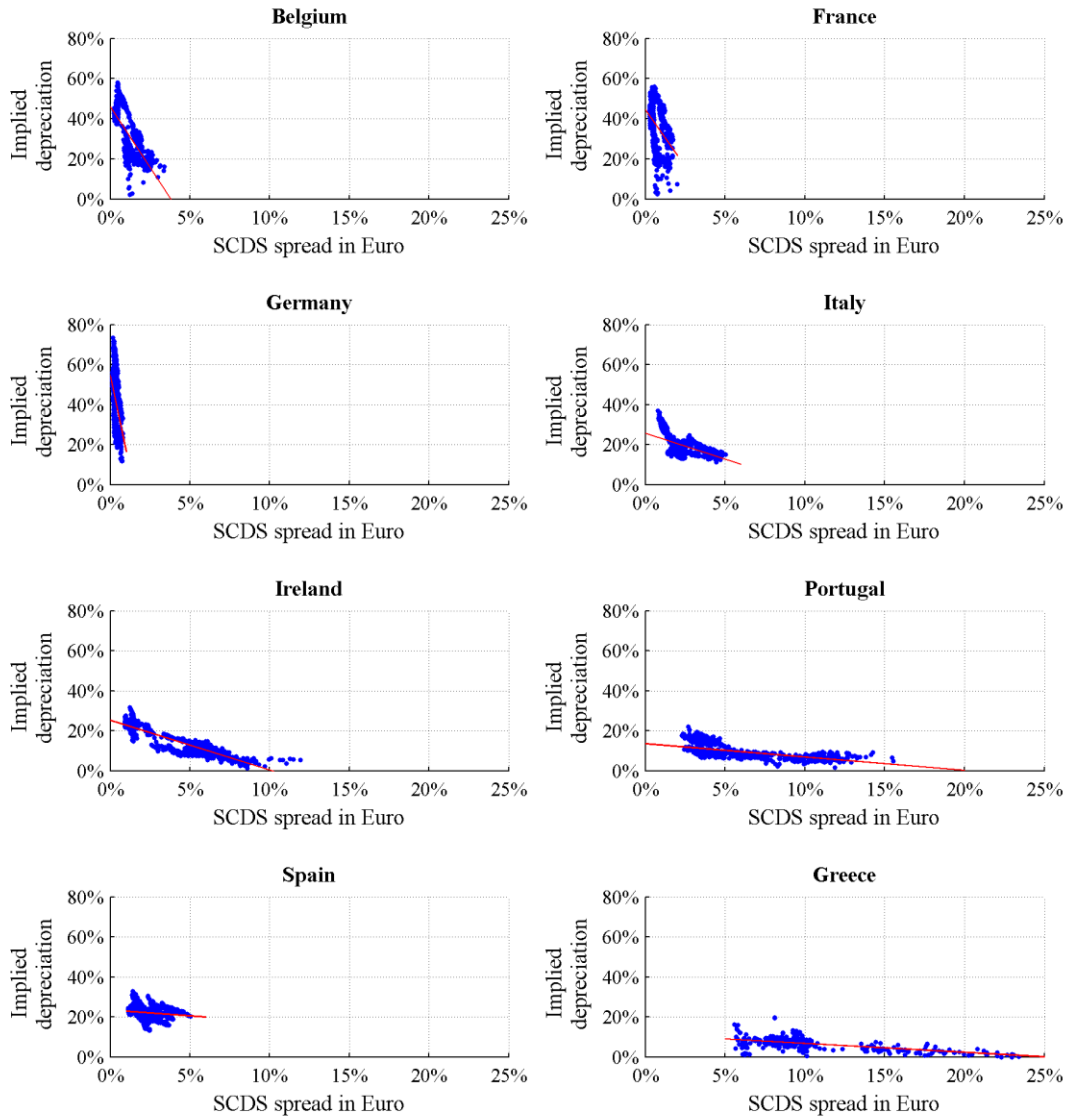 Belgium
Implied
depreciation
80%
60%
40%
20%
0%
0% 5% 10% 15% 20% 25%
SCDS spread in Euro
France
Implied
depreciation
80%
60%
40%
20%
0%
0% 5% 10% 15% 20% 25%
SCDS spread in Euro
Germany
Implied
depreciation
80%
60%
40%
20%
0%
0% 5% 10% 15% 20% 25%
SCDS spread in Euro
Italy
Implied
depreciation
80%
60%
40%
20%
0%
0% 5% 10% 15% 20% 25%
SCDS spread in Euro
Ireland
Implied
depreciation
80%
60%
40%
20%
0%
0% 5% 10% 15% 20% 25%
SCDS spread in Euro
Portugal
Implied
depreciation
80%
60%
40%
20%
0%
0% 5% 10% 15% 20% 25%
SCDS spread in Euro
Spain
Implied
depreciation
80%
60%
40%
20%
0%
0% 5% 10% 15% 20% 25%
SCDS spread in Euro
Greece
Implied
depreciation
80%
60%
40%
20%
0%
0% 5% 10% 15% 20% 25%
SCDS spread in Euro